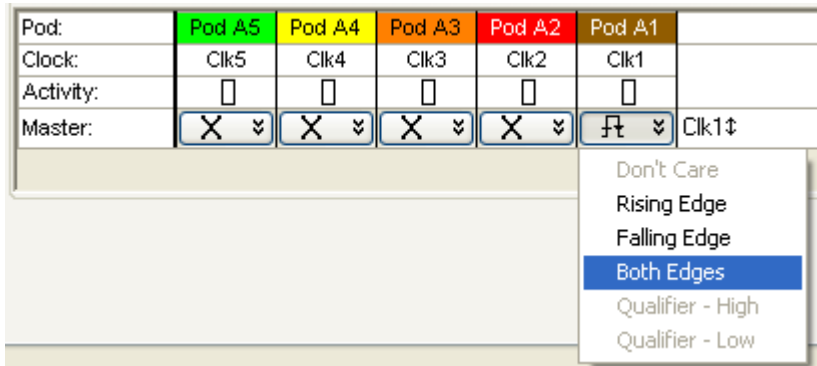 Pod: Pod A5 Pod A4 Pod A3 Pod A2 Pod A1
Clock: Clk5 Clk4 Clk3 Clk2 Clk1
Activity:
Master: X X X X Clk1↕
Don't Care
Rising Edge
Falling Edge
Both Edges
Qualifier - High
Qualifier - Low